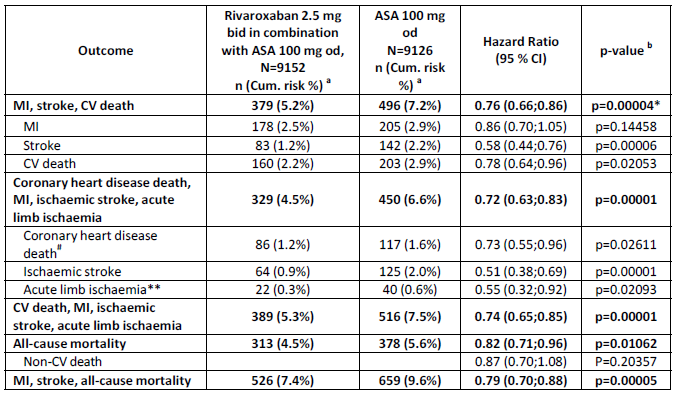 Outcome
Rivaroxaban 2.5 mg
bid in combination
with ASA 100 mg od,
N=9152
n (Cum. risk %) a
ASA 100 mg
od
N=9126
n (Cum. risk
%) a
Hazard Ratio
(95 % CI)
p-value b
MI, stroke, CV death 379 (5.2%) 496 (7.2%) 0.76 (0.66;0.86) p=0.00004*
MI 178 (2.5%) 205 (2.9%) 0.86 (0.70;1.05) p=0.14458
Stroke 83 (1.2%) 142 (2.2%) 0.58 (0.44;0.76) p=0.00006
CV death 160 (2.2%) 203 (2.9%) 0.78 (0.64;0.96) p=0.02053
Coronary heart disease death,
MI, ischaemic stroke, acute
limb ischaemia
329 (4.5%) 450 (6.6%) 0.72 (0.63;0.83) p=0.00001
Coronary heart disease
death#
86 (1.2%) 117 (1.6%) 0.73 (0.55;0.96) p=0.02611
Ischaemic stroke 64 (0.9%) 125 (2.0%) 0.51 (0.38;0.69) p=0.00001
Acute limb ischaemia** 22 (0.3%) 40 (0.6%) 0.55 (0.32;0.92) p=0.02093
CV death, MI, ischaemic
stroke, acute limb ischaemia
389 (5.3%) 516 (7.5%) 0.74 (0.65;0.85) p=0.00001
All-cause mortality 313 (4.5%) 378 (5.6%) 0.82 (0.71;0.96) p=0.01062
Non-CV death 0.87 (0.70;1.08) P=0.20357
MI, stroke, all-cause mortality 526 (7.4%) 659 (9.6%) 0.79 (0.70;0.88) p=0.00005